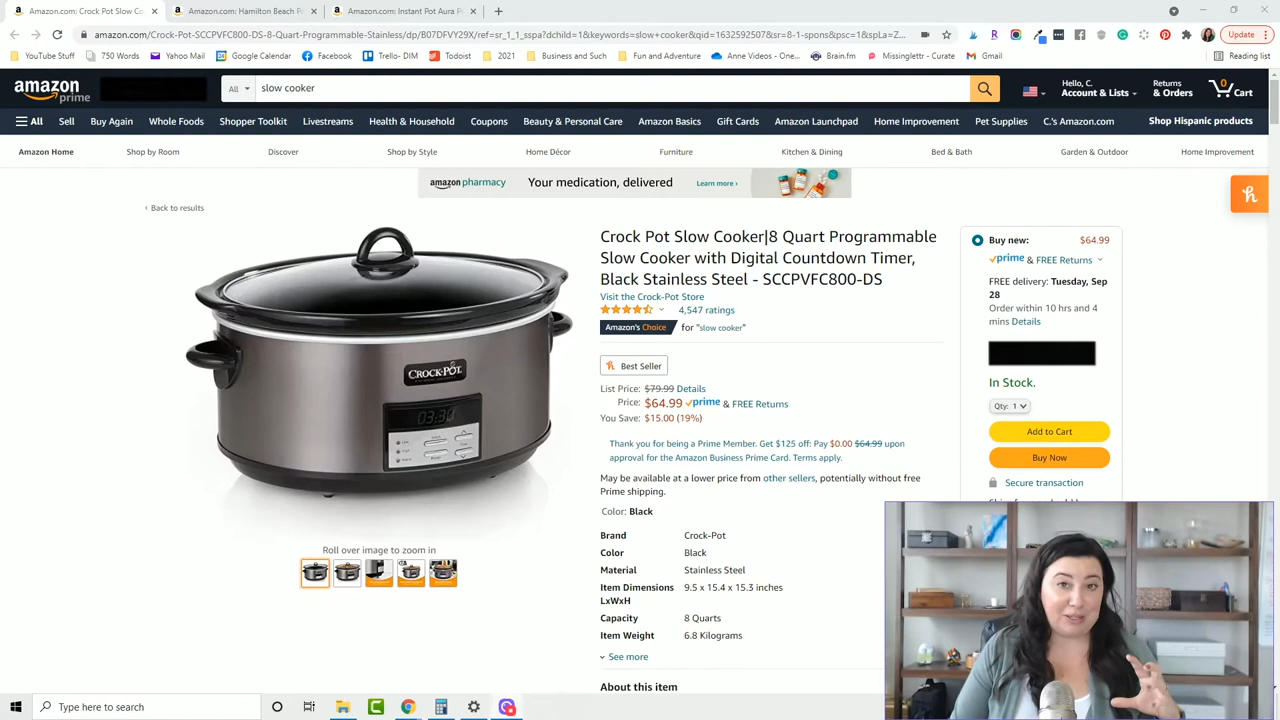 Amazon.com: Crock Pot Slow Co
Amazon.com: Hamilton Beach Po
Amazon.com: Instant Pot Aura P
amazon.com/Crock-Pot-SCCPVFC800-DS-8-Quart-Programmable-Stainless/dp/B07DFVY29X/ref=sr_1_1_sspa?dchild=1&keywords=slow+cooker&qid=1632592507&sr=8-1-spons&psc=1&spLa=Z...
Update
YouTube Stuff
750 Words
Yahoo Mail
Google Calendar
Facebook
Trello- DIM
Todoist
2021
Business and Such
Fun and Adventure
Anne Videos - One...
Brain.fm
Missinglettr - Curate
Gmail
Reading list
amazon prime
All
slow cooker
Hello, C.
Account & Lists
Returns
& Orders
0
Cart
All
Sell
Buy Again
Whole Foods
Shopper Toolkit
Livestreams
Health & Household
Coupons
Beauty & Personal Care
Amazon Basics
Gift Cards
Amazon Launchpad
Home Improvement
Pet Supplies
C.'s Amazon.com
Shop Hispanic products
Amazon Home
Shop by Room
Discover
Shop by Style
Home Décor
Furniture
Kitchen & Dining
Bed & Bath
Garden & Outdoor
Home Improvement
amazon pharmacy
Your medication, delivered
Learn more ›
‹ Back to results
CROCK·POT
03:30
Roll over image to zoom in
Crock Pot Slow Cooker|8 Quart Programmable
Slow Cooker with Digital Countdown Timer,
Black Stainless Steel - SCCPVFC800-DS
Visit the Crock-Pot Store
4,547 ratings
Amazon's Choice for "slow cooker"
Best Seller
List Price: $79.99 Details
Price: $64.99 prime & FREE Returns
You Save: $15.00 (19%)
Thank you for being a Prime Member. Get $125 off: Pay $0.00 $64.99 upon
approval for the Amazon Business Prime Card. Terms apply.
May be available at a lower price from other sellers, potentially without free
Prime shipping.
Color: Black
Brand Crock-Pot
Color Black
Material Stainless Steel
Item Dimensions 9.5 x 15.4 x 15.3 inches
LxWxH
Capacity 8 Quarts
Item Weight 6.8 Kilograms
See more
About this item
Buy new: $64.99
prime & FREE Returns
FREE delivery: Tuesday, Sep
28
Order within 10 hrs and 4
mins Details
In Stock.
Qty: 1
Add to Cart
Buy Now
Secure transaction
Type here to search